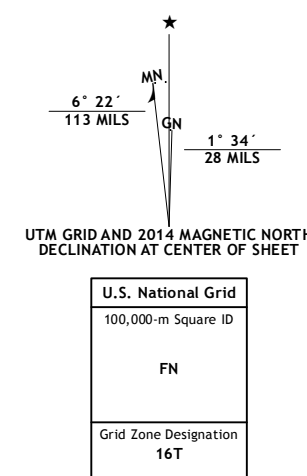 ★
MN
6° 22´
113 MILS
GN
1° 34´
28 MILS
UTM GRID AND 2014 MAGNETIC NORTH
DECLINATION AT CENTER OF SHEET
U.S. National Grid
100,000-m Square ID
FN
Grid Zone Designation
16T